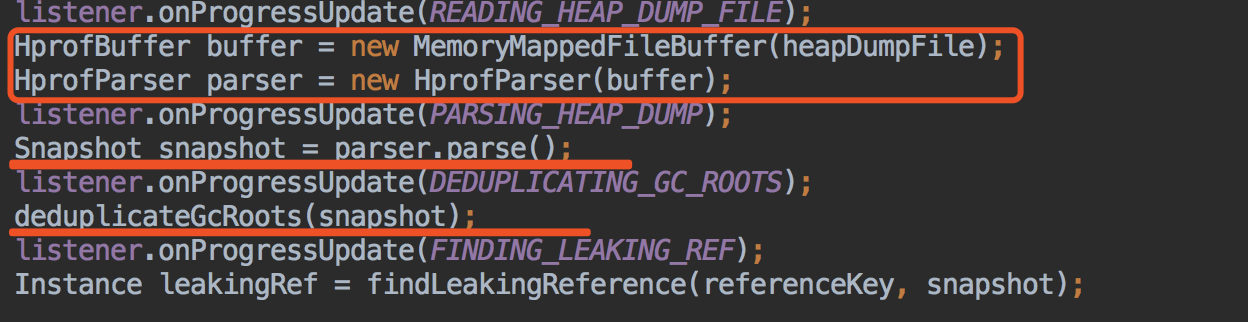 listener.onProgressUpdate(READING_HEAP_DUMP_FILE);
HprofBuffer buffer = new MemoryMappedFileBuffer(heapDumpFile);
HprofParser parser = new HprofParser(buffer);
listener.onProgressUpdate(PARSING_HEAP_DUMP);
Snapshot snapshot = parser.parse();
listener.onProgressUpdate(DEDUPLICATING_GC_ROOTS);
deduplicateGcRoots(snapshot);
listener.onProgressUpdate(FINDING_LEAKING_REF);
Instance leakingRef = findLeakingReference(referenceKey, snapshot);